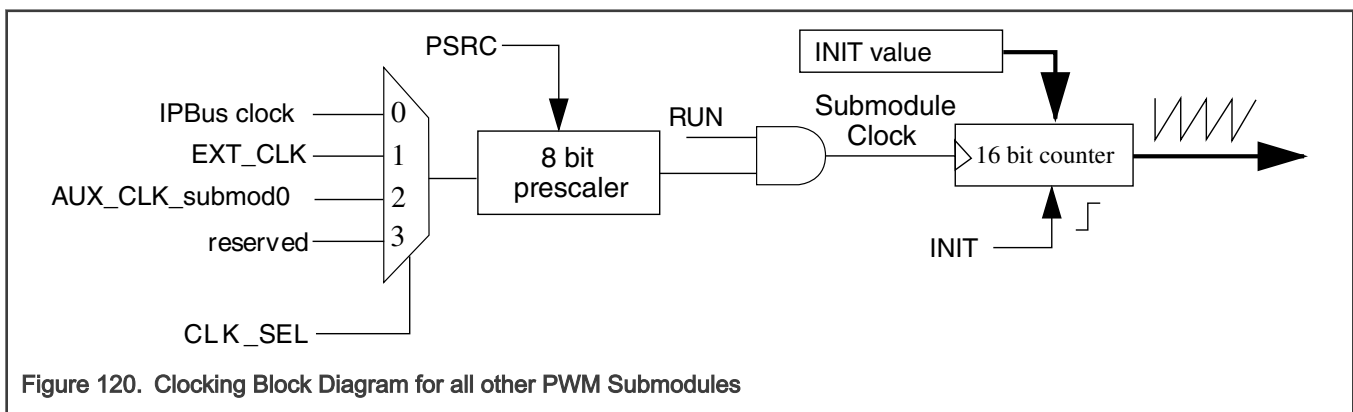 PSRC
INIT value
IPBus clock
0
EXT_CLK
1
AUX_CLK_submod0
2
reserved
3
CLK_SEL
8 bit
prescaler
RUN
Submodule
Clock
16 bit counter
INIT
Figure 120. Clocking Block Diagram for all other PWM Submodules